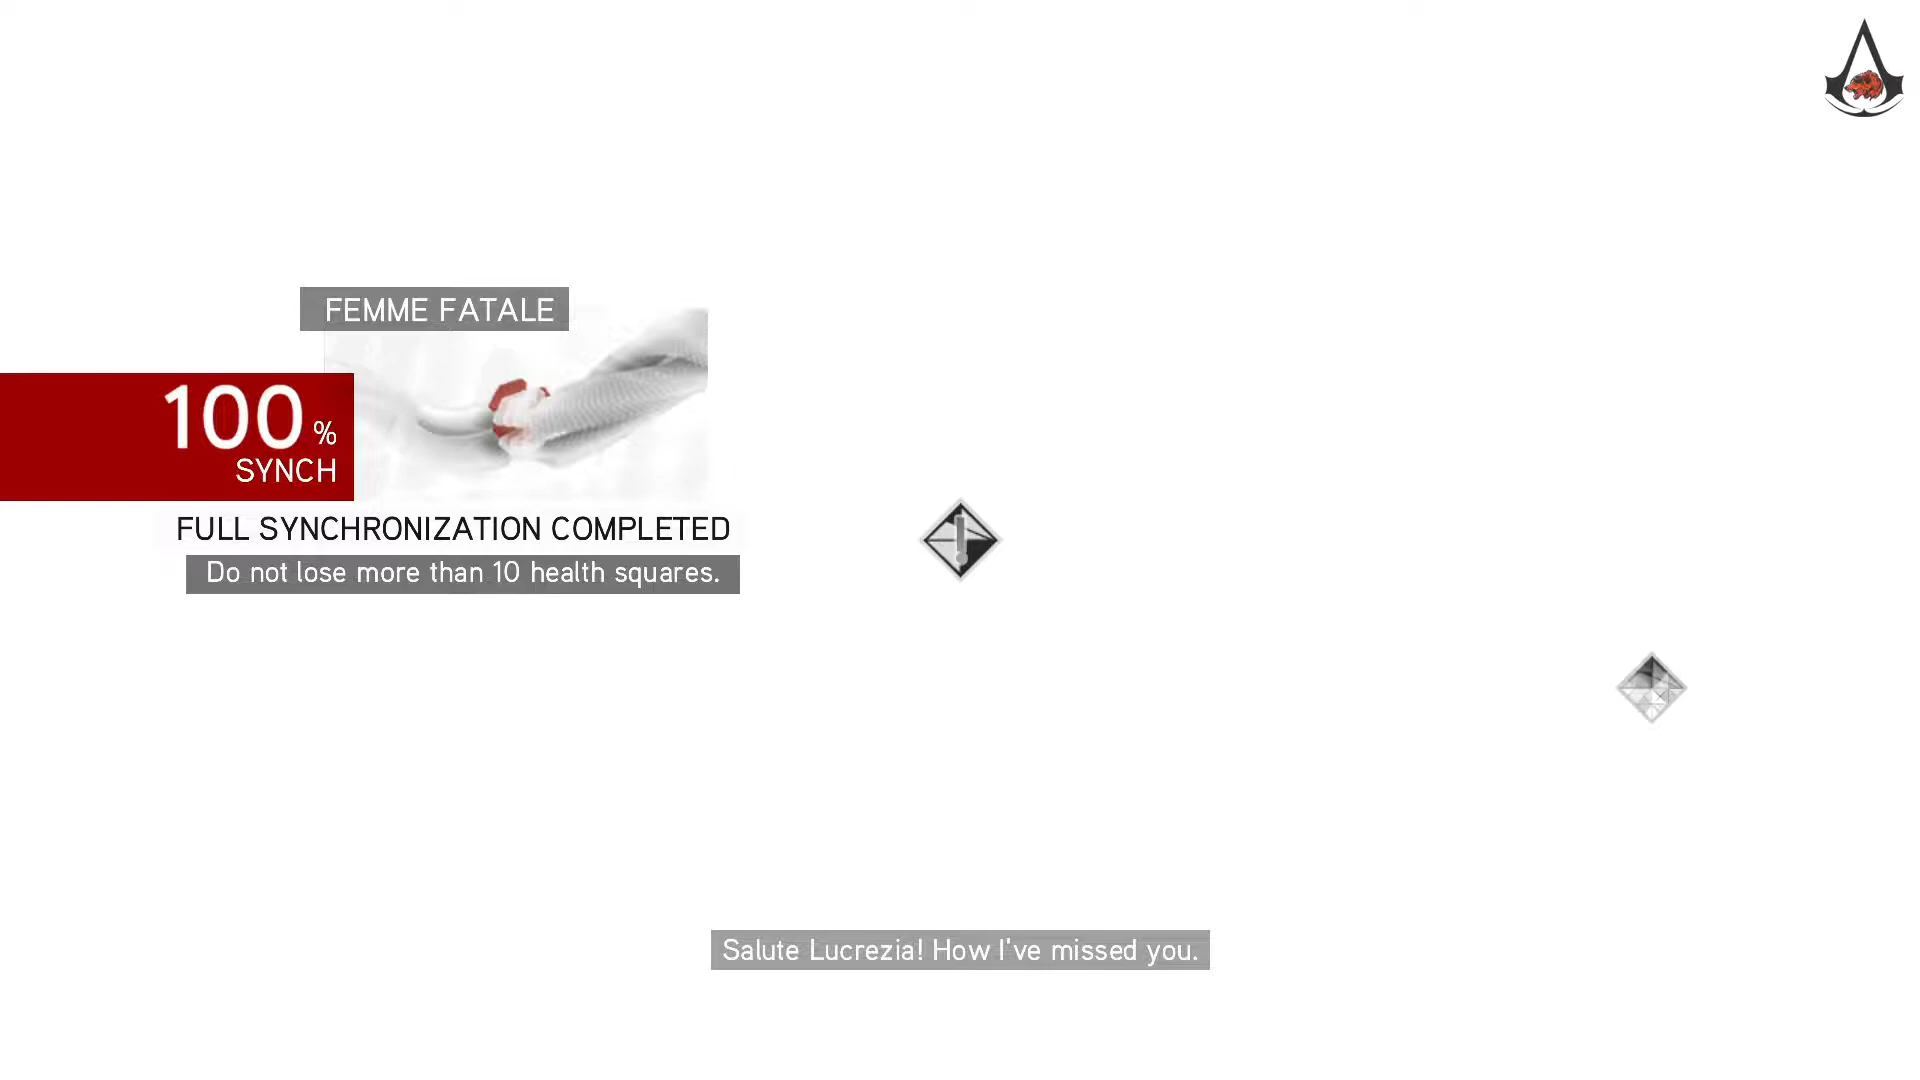 FEMME FATALE
100 %
SYNCH
FULL SYNCHRONIZATION COMPLETED
Do not lose more than 10 health squares.
Salute Lucrezia! How I've missed you.